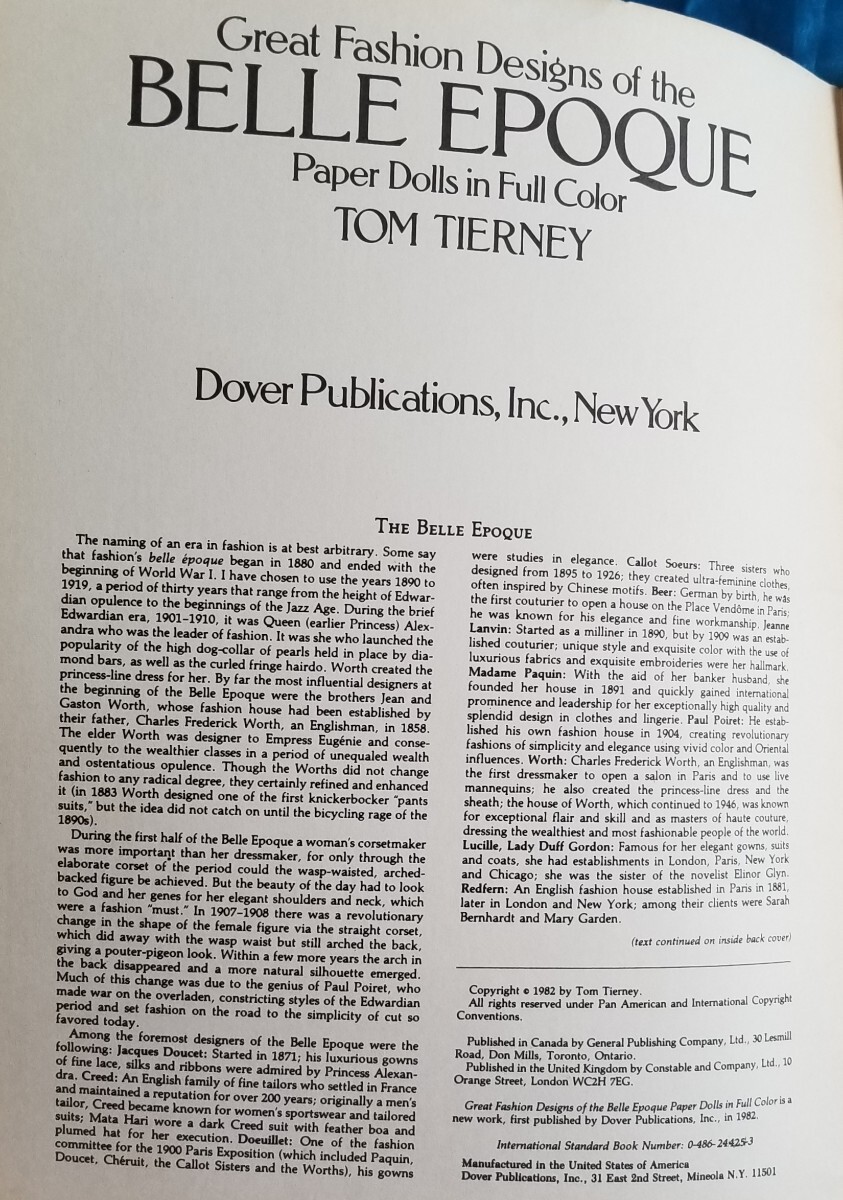 Great Fashion Designs of the
BELLE EPOQUE
Paper Dolls in Full Color
TOM TIERNEY
Dover Publications, Inc., New York
THE BELLE EPOQUE
The naming of an era in fashion is at best arbitrary. Some say
that fashion's belle époque began in 1880 and ended with the
beginning of World War I. I have chosen to use the years 1890 to
1919, a period of thirty years that range from the height of Edwar-
dian opulence to the beginnings of the Jazz Age. During the brief
Edwardian era, 1901–1910, it was Queen (earlier Princess) Alex-
andra who was the leader of fashion. It was she who launched the
popularity of the high dog-collar of pearls held in place by dia-
mond bars, as well as the curled fringe hairdo. Worth created the
princess-line dress for her. By far the most influential designers at
the beginning of the Belle Epoque were the brothers Jean and
Gaston Worth, whose fashion house had been established by
their father, Charles Frederick Worth, an Englishman, in 1858.
The elder Worth was designer to Empress Eugénie and conse-
quently to the wealthier classes in a period of unequaled wealth
and ostentatious opulence. Though the Worths did not change
fashion to any radical degree, they certainly refined and enhanced
it (in 1883 Worth designed one of the first knickerbocker "pants
suits," but the idea did not catch on until the bicycling rage of the
1890s).
During the first half of the Belle Epoque a woman's corsetmaker
was more important than her dressmaker, for only through the
elaborate corset of the period could the wasp-waisted, arched-
backed figure be achieved. But the beauty of the day had to look
to God and her genes for her elegant shoulders and neck, which
were a fashion "must." In 1907–1908 there was a revolutionary
change in the shape of the female figure via the straight corset,
which did away with the wasp waist but still arched the back,
giving a pouter-pigeon look. Within a few more years the arch in
the back disappeared and a more natural silhouette emerged.
Much of this change was due to the genius of Paul Poiret, who
made war on the overladen, constricting styles of the Edwardian
period and set fashion on the road to the simplicity of cut so
favored today.
Among the foremost designers of the Belle Epoque were the
following: Jacques Doucet: Started in 1871; his luxurious gowns
of fine lace, silks and ribbons were admired by Princess Alexan-
dra. Creed: An English family of fine tailors who settled in France
and maintained a reputation for over 200 years; originally a men's
tailor, Creed became known for women's sportswear and tailored
suits; Mata Hari wore a dark Creed suit with feather boa and
plumed hat for her execution. Doeuillet: One of the fashion
committee for the 1900 Paris Exposition (which included Paquin,
Doucet, Chéruit, the Callot Sisters and the Worths), his gowns
were studies in elegance. Callot Soeurs: Three sisters who
designed from 1895 to 1926; they created ultra-feminine clothes,
often inspired by Chinese motifs. Beer: German by birth, he was
the first couturier to open a house on the Place Vendôme in Paris;
he was known for his elegance and fine workmanship. Jeanne
Lanvin: Started as a milliner in 1890, but by 1909 was an estab-
lished couturier; unique style and exquisite color with the use of
luxurious fabrics and exquisite embroideries were her hallmark.
Madame Paquin: With the aid of her banker husband, she
founded her house in 1891 and quickly gained international
prominence and leadership for her exceptionally high quality and
splendid design in clothes and lingerie. Paul Poiret: He estab-
lished his own fashion house in 1904, creating revolutionary
fashions of simplicity and elegance using vivid color and Oriental
influences. Worth: Charles Frederick Worth, an Englishman, was
the first dressmaker to open a salon in Paris and to use live
mannequins; he also created the princess-line dress and the
sheath; the house of Worth, which continued to 1946, was known
for exceptional flair and skill and as masters of haute couture,
dressing the wealthiest and most fashionable people of the world.
Lucille, Lady Duff Gordon: Famous for her elegant gowns, suits
and coats, she had establishments in London, Paris, New York
and Chicago; she was the sister of the novelist Elinor Glyn.
Redfern: An English fashion house established in Paris in 1881,
later in London and New York; among their clients were Sarah
Bernhardt and Mary Garden.
(text continued on inside back cover)
Copyright © 1982 by Tom Tierney.
All rights reserved under Pan American and International Copyright
Conventions.
Published in Canada by General Publishing Company, Ltd., 30 Lesmill
Road, Don Mills, Toronto, Ontario.
Published in the United Kingdom by Constable and Company, Ltd., 10
Orange Street, London WC2H 7EG.
Great Fashion Designs of the Belle Epoque Paper Dolls in Full Color is a
new work, first published by Dover Publications, Inc., in 1982.
International Standard Book Number: 0-486-24425-3
Manufactured in the United States of America
Dover Publications, Inc., 31 East 2nd Street, Mineola N.Y. 11501